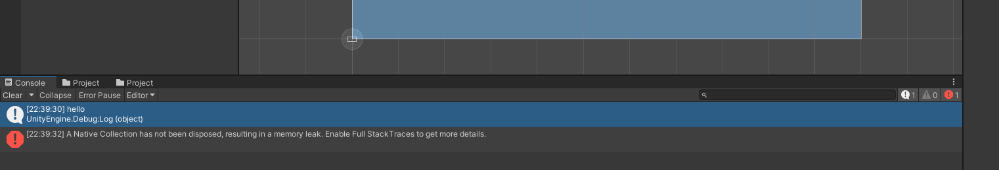 Console
Project
Project
Clear
Collapse
Error Pause
Editor
1
0
1
[22:39:30] hello
UnityEngine.Debug:Log (object)
[22:39:32] A Native Collection has not been disposed, resulting in a memory leak. Enable Full StackTraces to get more details.